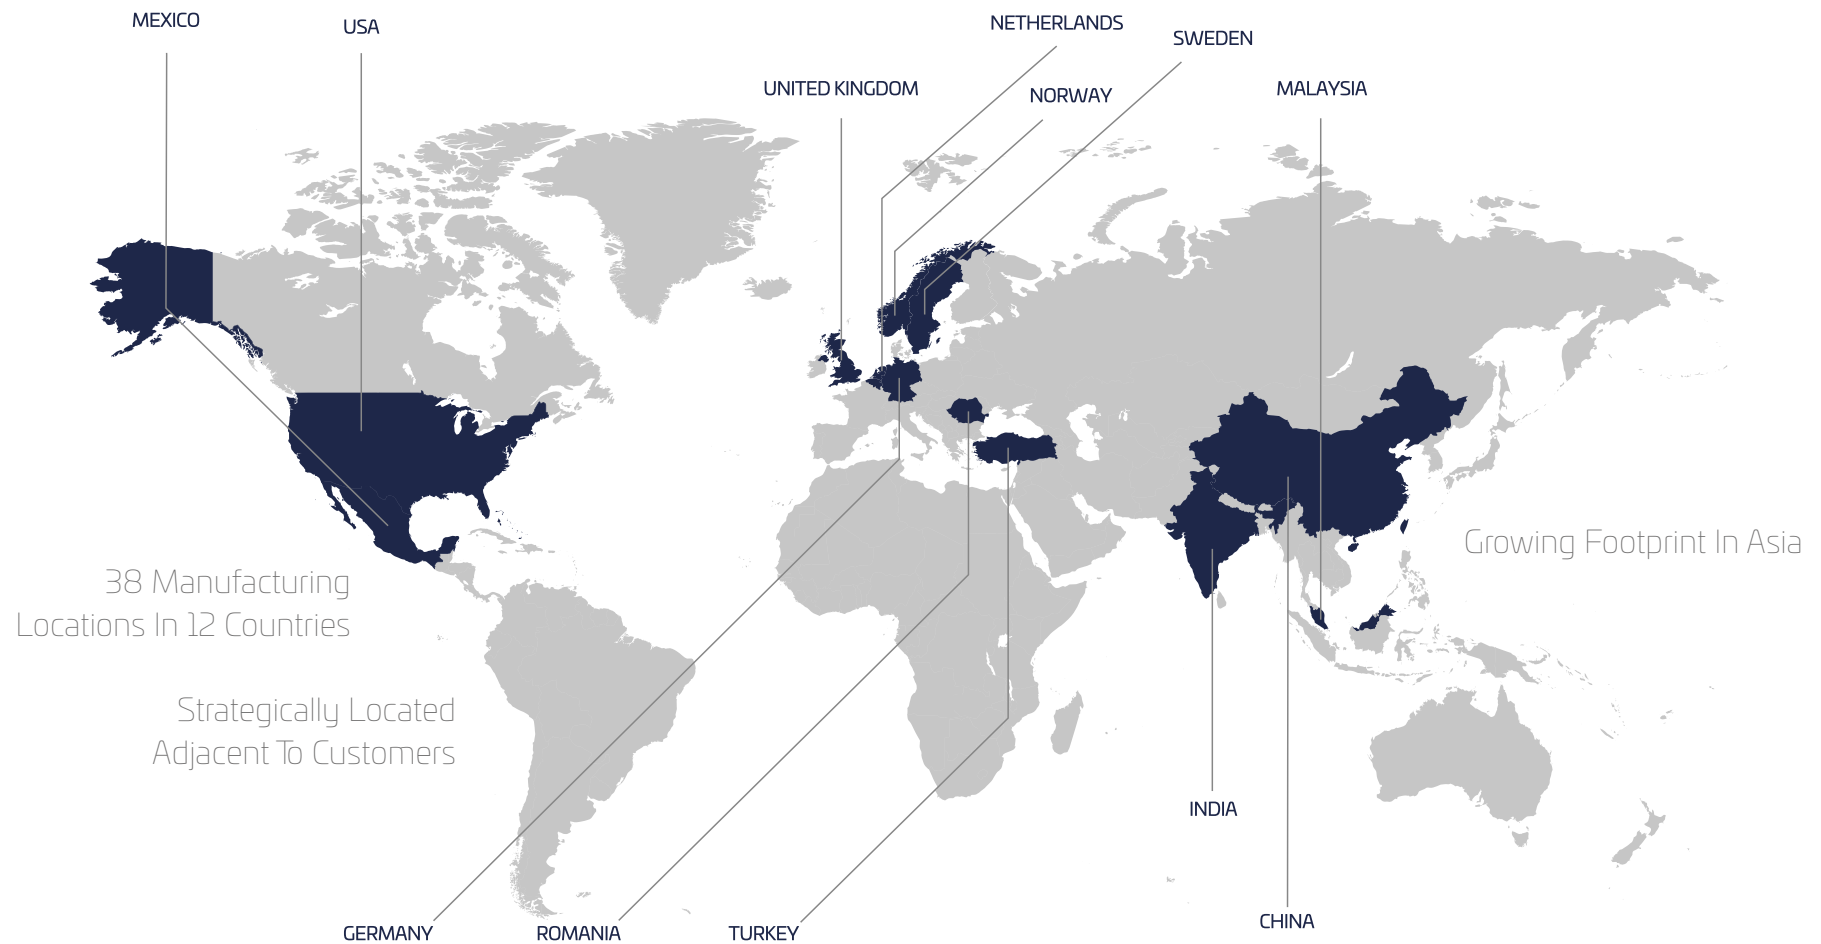 MEXICO
USA
NETHERLANDS
SWEDEN
UNITED KINGDOM
NORWAY
MALAYSIA
Growing Footprint In Asia
38 Manufacturing
Locations In 12 Countries
Strategically Located
Adjacent To Customers
INDIA
CHINA
GERMANY
ROMANIA
TURKEY